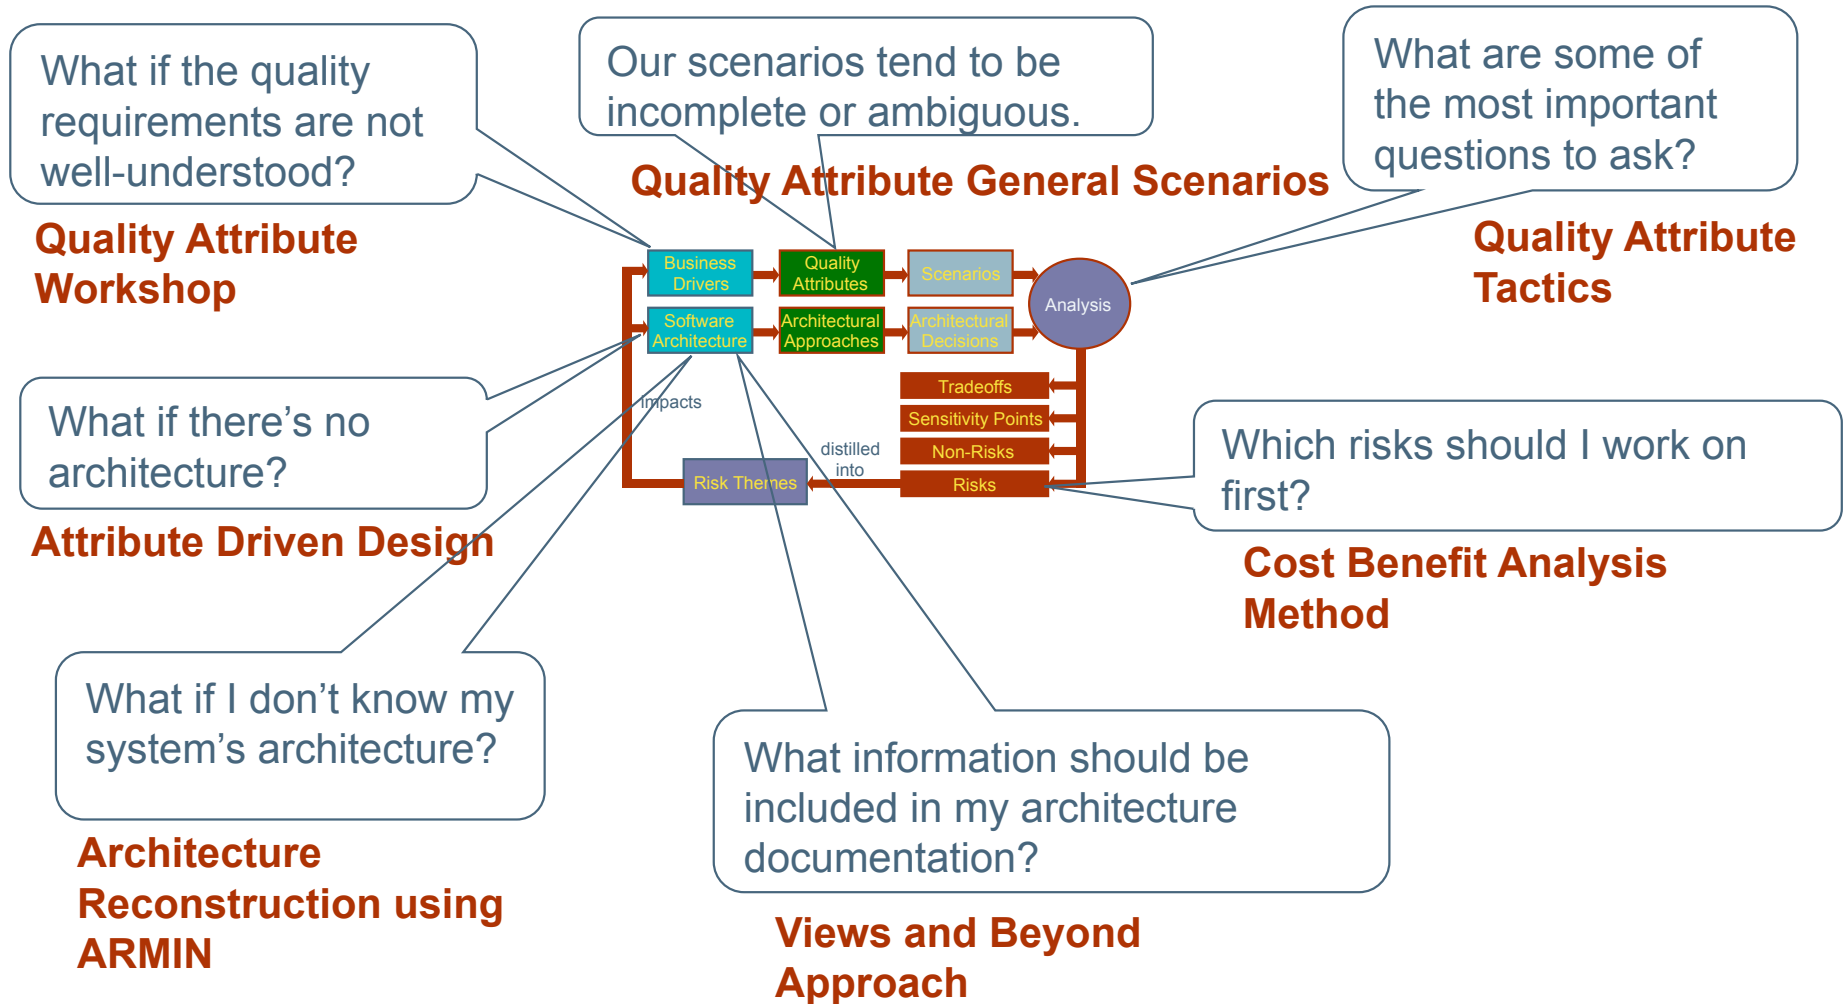 What if the quality
requirements are not
well-understood?
Quality Attribute
Workshop
Our scenarios tend to be
incomplete or ambiguous.
Quality Attribute General Scenarios
What are some of
the most important
questions to ask?
Quality Attribute
Tactics
Business
Drivers
Quality
Attributes
Scenarios
Analysis
Software
Architecture
Architectural
Approaches
Architectural
Decisions
Tradeoffs
Sensitivity Points
Non-Risks
Risks
distilled
into
Risk Themes
impacts
What if there’s no
architecture?
Attribute Driven Design
Which risks should I work on
first?
Cost Benefit Analysis
Method
What if I don’t know my
system’s architecture?
Architecture
Reconstruction using
ARMIN
What information should be
included in my architecture
documentation?
Views and Beyond
Approach